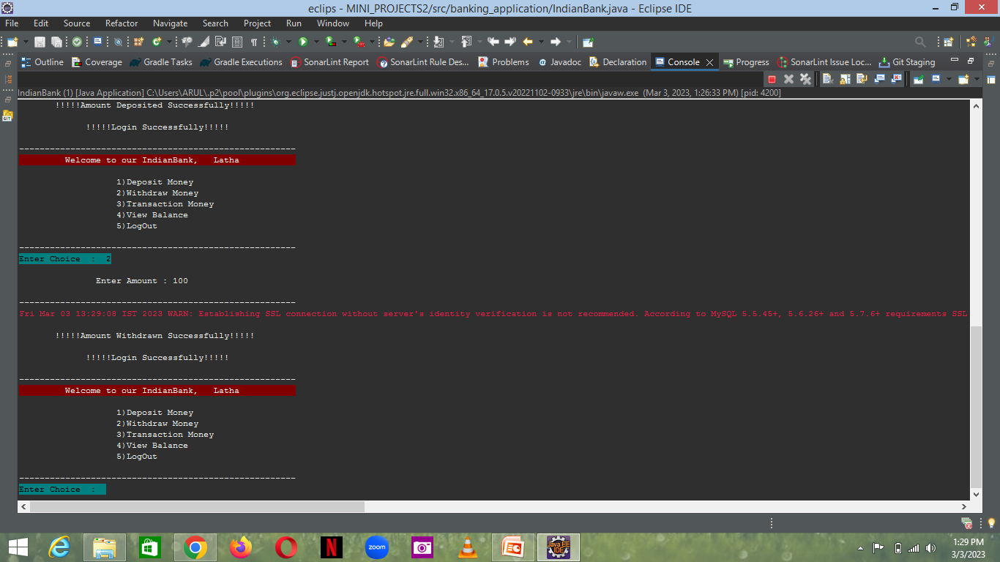 eclips - MINI_PROJECTS2/src/banking_application/IndianBank.java - Eclipse IDE
File Edit Source Refactor Navigate Search Project Run Window Help
Outline Coverage Gradle Tasks Gradle Executions SonarLint Report SonarLint Rule Des... Problems Javadoc Declaration Console Progress SonarLint Issue Loc... Git Staging
IndianBank (1) [Java Application] C:\Users\ARUL\.p2\pool\plugins\org.eclipse.justj.openjdk.hotspot.jre.full.win32.x86_64_17.0.5.v20221102-0933\jre\bin\javaw.exe (Mar 3, 2023, 1:26:33 PM) [pid: 4200]
!!!!!Amount Deposited Successfully!!!!!
!!!!!Login Successfully!!!!!
------------------------------------------------------
Welcome to our IndianBank, Latha
1)Deposit Money
2)Withdraw Money
3)Transaction Money
4)View Balance
5)LogOut
------------------------------------------------------
Enter Choice : 2
Enter Amount : 100
------------------------------------------------------
Fri Mar 03 13:29:08 IST 2023 WARN: Establishing SSL connection without server's identity verification is not recommended. According to MySQL 5.5.45+, 5.6.26+ and 5.7.6+ requirements SSL
!!!!!Amount Withdrawn Successfully!!!!!
!!!!!Login Successfully!!!!!
------------------------------------------------------
Welcome to our IndianBank, Latha
1)Deposit Money
2)Withdraw Money
3)Transaction Money
4)View Balance
5)LogOut
------------------------------------------------------
Enter Choice :
GIT
zoom
Java EE
IDE
1:29 PM
3/3/2023